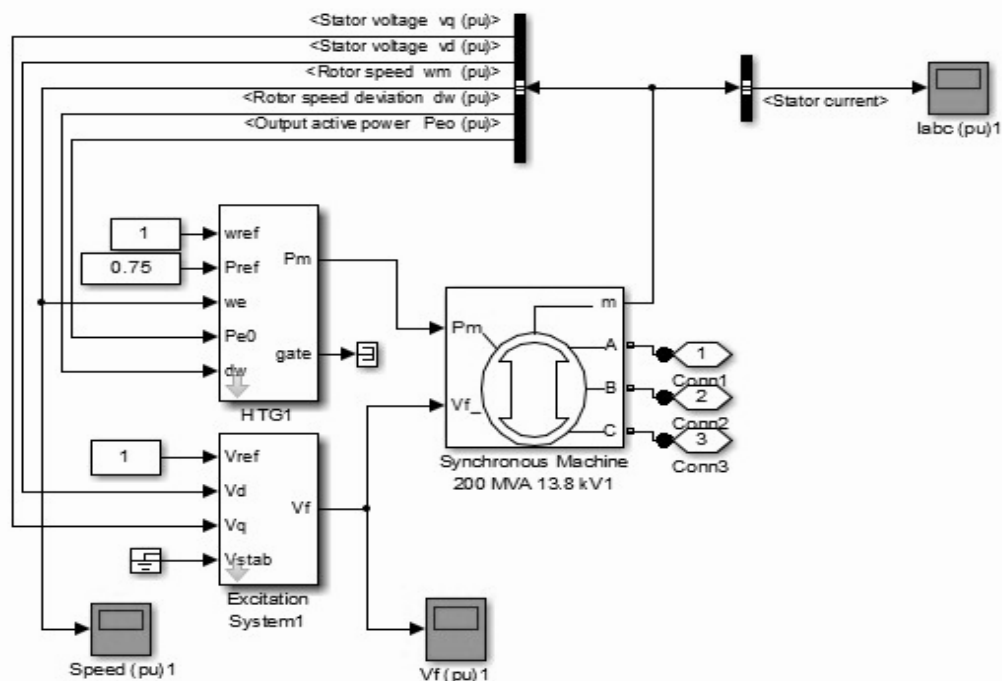 <Stator voltage vq (pu)>
<Stator voltage vd (pu)>
<Rotor speed wm (pu)>
<Rotor speed deviation dw (pu)>
<Output active power Peo (pu)>
<Stator current>
Iabc (pu)1
1
0.75
wref
Pref
we
Pe0
dw
Pm
gate
HTG1
1
Vref
Vd
Vq
Vstab
Vf
Excitation
System1
Pm
Vf_
m
A
B
C
Synchronous Machine
200 MVA 13.8 kV1
1
Conn1
2
Conn2
3
Conn3
Speed (pu)1
Vf (pu)1